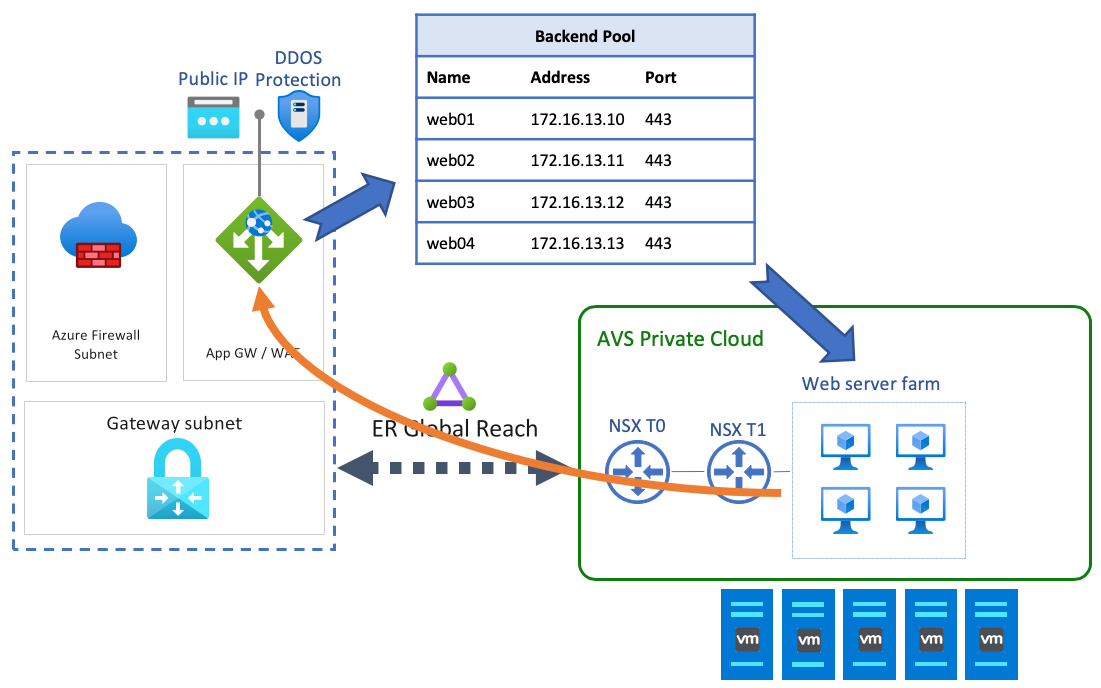 Public IP
DDOS
Protection
Backend Pool
Name Address Port
web01 172.16.13.10 443
web02 172.16.13.11 443
web03 172.16.13.12 443
web04 172.16.13.13 443
Azure Firewall
Subnet
App GW / WAF
Gateway subnet
ER Global Reach
AVS Private Cloud
Web server farm
NSX T0
NSX T1
vm
vm
vm
vm
vm